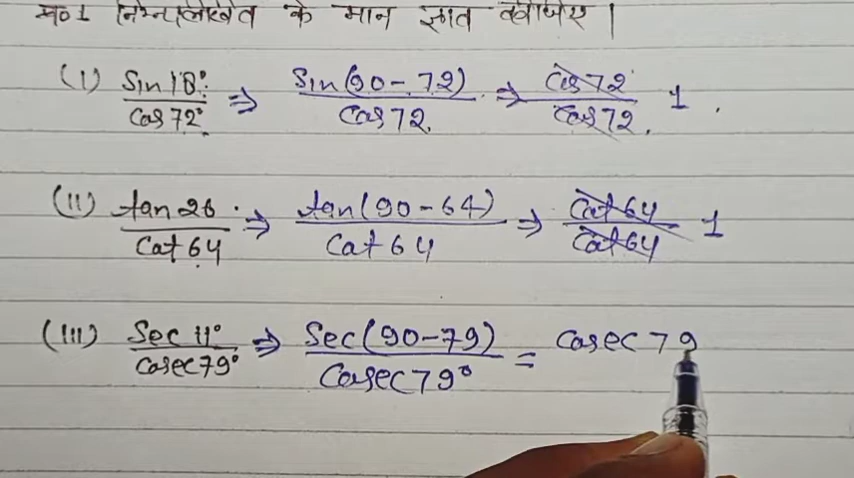 प्र०1 निम्नलिखित के मान ज्ञात कीजिए।
(I) Sin 18° / Cos 72° ⇒ Sin(90-72) / Cos 72 ⇒ Cos 72 / Cos 72 1
(II) tan 26 / Cot 64 ⇒ tan(90-64) / Cot 64 ⇒ Cot 64 / Cot 64 1
(III) Sec 11° / Cosec 79° ⇒ Sec(90-79) / Cosec 79° = Cosec 79